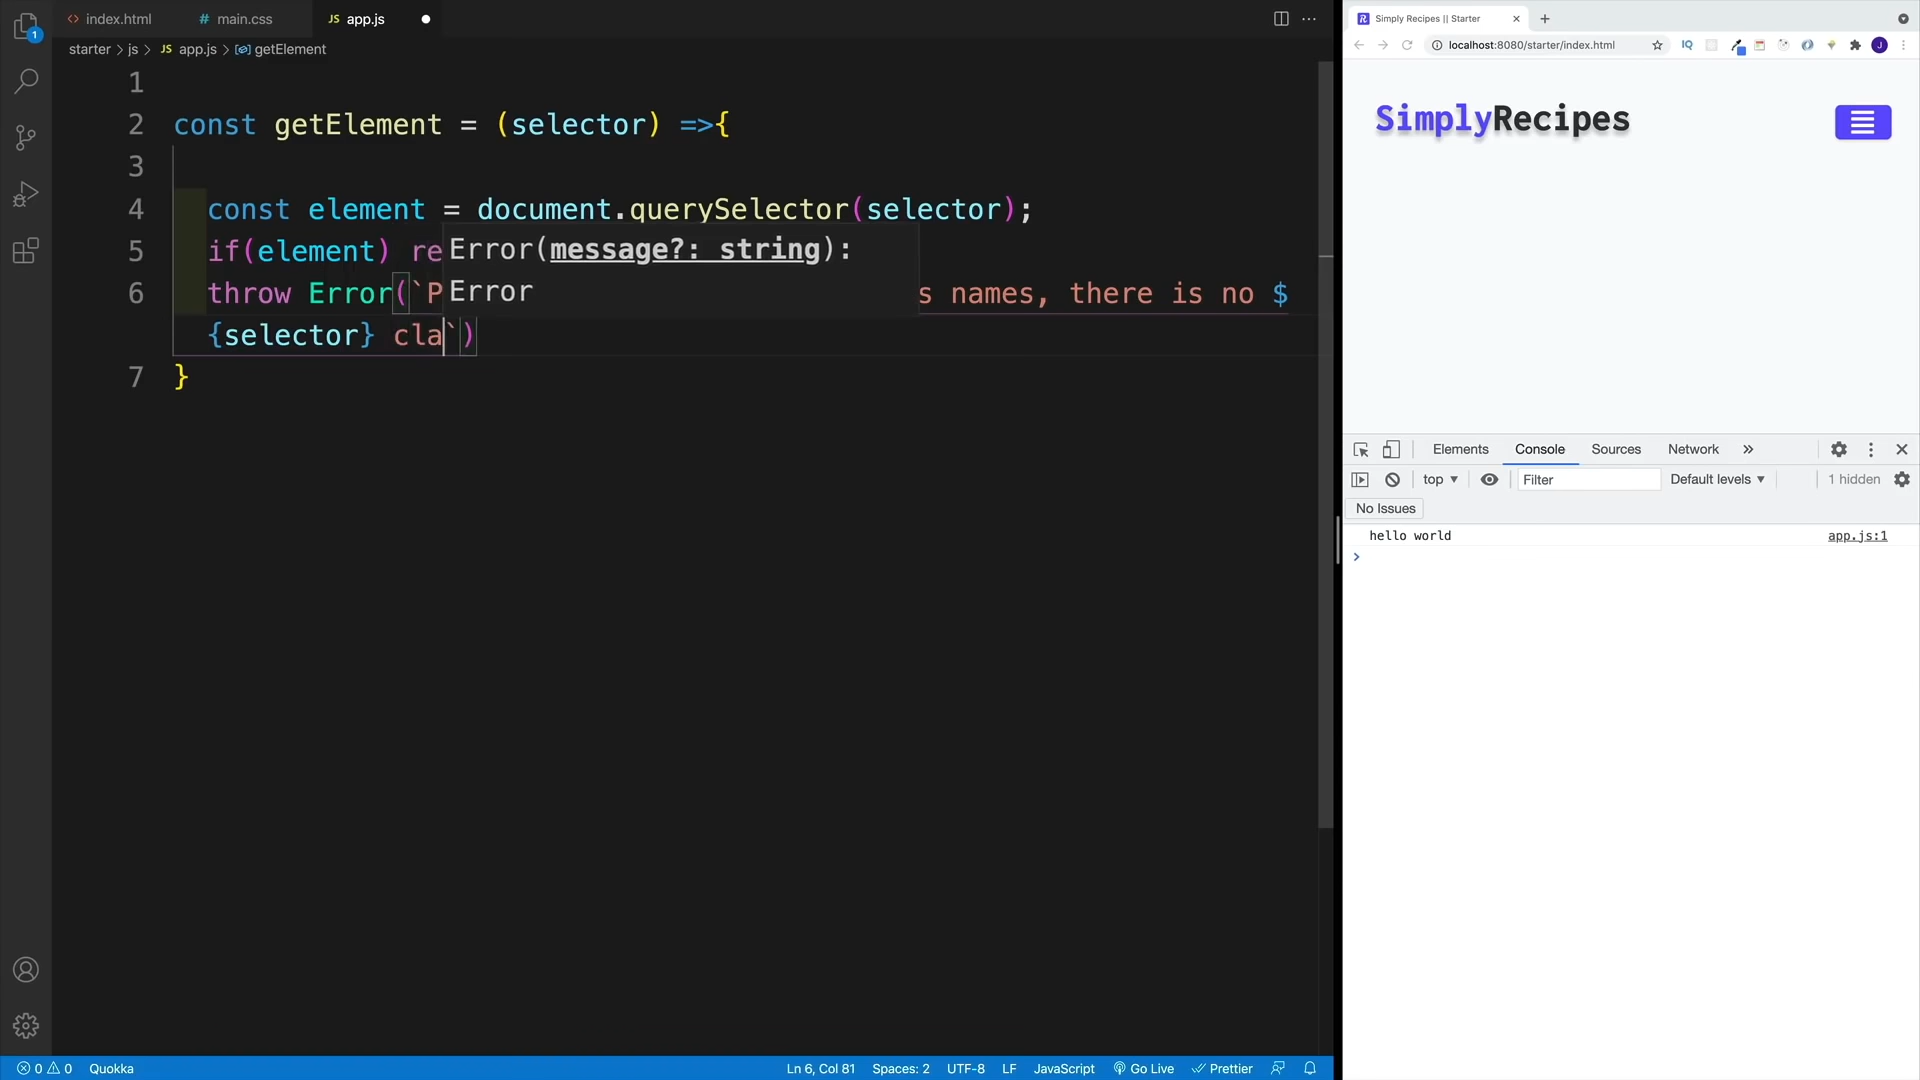 index.html
# main.css
JS app.js
1
starter > js > JS app.js > getElement
1
2 const getElement = (selector) =>{
3
4 const element = document.querySelector(selector);
5 if(element) re
Error(message?: string):
Error
6 throw Error(`P
s names, there is no $
{selector} cla`)
7 }
0 0 Quokka
Ln 6, Col 81 Spaces: 2 UTF-8 LF JavaScript Go Live Prettier
Simply Recipes || Starter
localhost:8080/starter/index.html
IQ
J
SimplyRecipes
Elements Console Sources Network »
top Filter Default levels 1 hidden
No Issues
hello world app.js:1
>